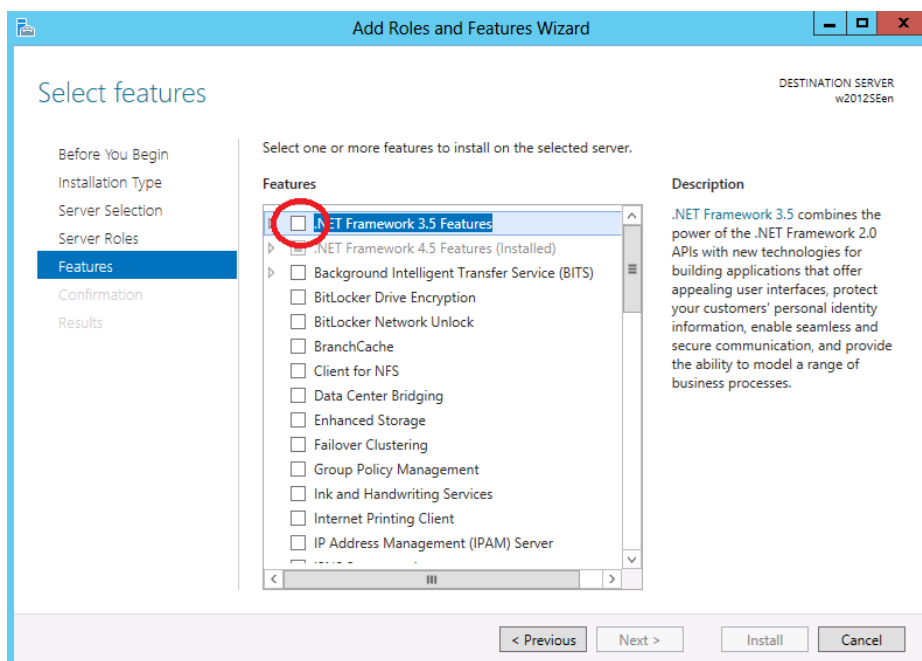 Add Roles and Features Wizard
Select features
DESTINATION SERVER
w2012SEen
Before You Begin
Installation Type
Server Selection
Server Roles
Features
Confirmation
Results
Select one or more features to install on the selected server.
Features
.NET Framework 3.5 Features
.NET Framework 4.5 Features (Installed)
Background Intelligent Transfer Service (BITS)
BitLocker Drive Encryption
BitLocker Network Unlock
BranchCache
Client for NFS
Data Center Bridging
Enhanced Storage
Failover Clustering
Group Policy Management
Ink and Handwriting Services
Internet Printing Client
IP Address Management (IPAM) Server
Description
.NET Framework 3.5 combines the
power of the .NET Framework 2.0
APIs with new technologies for
building applications that offer
appealing user interfaces, protect
your customers' personal identity
information, enable seamless and
secure communication, and provide
the ability to model a range of
business processes.
< Previous
Next >
Install
Cancel